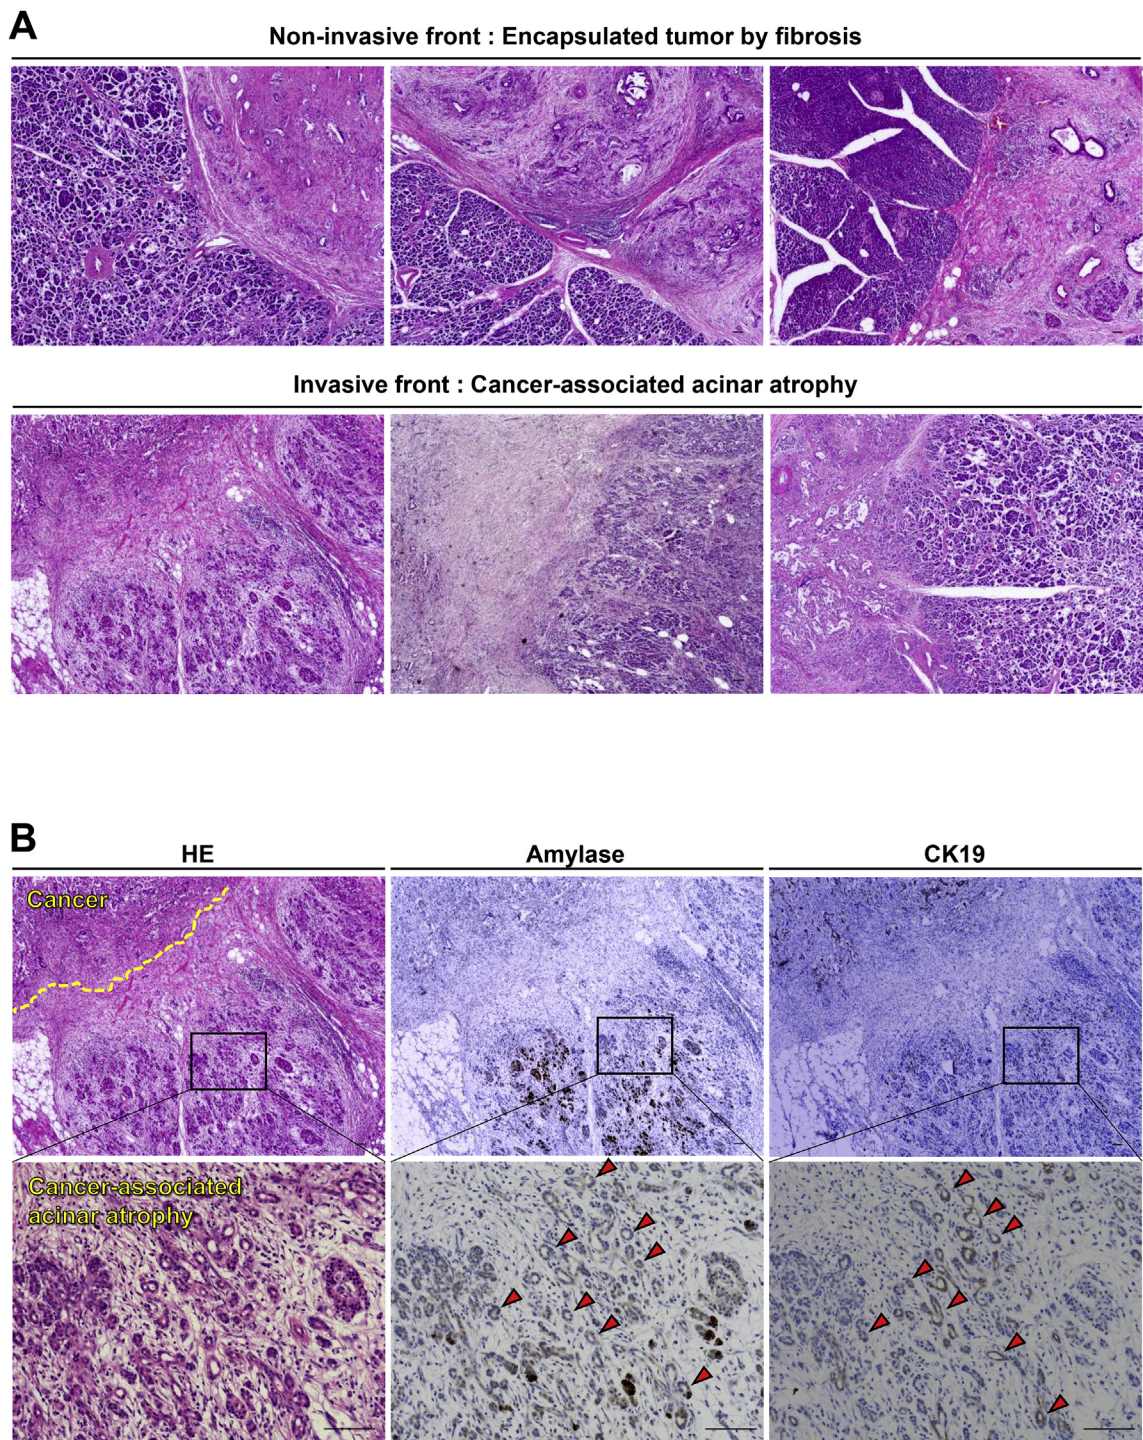 A
Non-invasive front : Encapsulated tumor by fibrosis
Invasive front : Cancer-associated acinar atrophy
B
HE
Amylase
CK19
Cancer
Cancer-associated
acinar atrophy